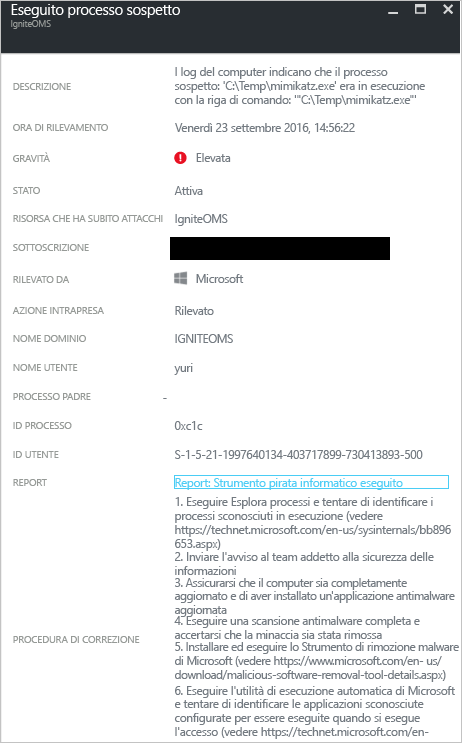 Eseguito processo sospetto
IgniteOMS
DESCRIZIONE
I log del computer indicano che il processo
sospetto: 'C:\Temp\mimikatz.exe' era in esecuzione
con la riga di comando: '"C:\Temp\mimikatz.exe"'
ORA DI RILEVAMENTO
Venerdì 23 settembre 2016, 14:56:22
GRAVITÀ
Elevata
STATO
Attiva
RISORSA CHE HA SUBITO ATTACCHI
IgniteOMS
SOTTOSCRIZIONE
RILEVATO DA
Microsoft
AZIONE INTRAPRESA
Rilevato
NOME DOMINIO
IGNITEOMS
NOME UTENTE
yuri
PROCESSO PADRE
-
ID PROCESSO
0xc1c
ID UTENTE
S-1-5-21-1997640134-403717899-730413893-500
REPORT
Report: Strumento pirata informatico eseguito
PROCEDURA DI CORREZIONE
1. Eseguire Esplora processi e tentare di identificare i
processi sconosciuti in esecuzione (vedere
https://technet.microsoft.com/en-us/sysinternals/bb896
653.aspx)
2. Inviare l'avviso al team addetto alla sicurezza delle
informazioni
3. Assicurarsi che il computer sia completamente
aggiornato e di aver installato un'applicazione antimalware
aggiornata
4. Eseguire una scansione antimalware completa e
accertarsi che la minaccia sia stata rimossa
5. Installare ed eseguire lo Strumento di rimozione malware
di Microsoft (vedere https://www.microsoft.com/en- us/
download/malicious-software-removal-tool-details.aspx)
6. Eseguire l'utilità di esecuzione automatica di Microsoft
e tentare di identificare le applicazioni sconosciute
configurate per essere eseguite quando si esegue
l'accesso (vedere https://technet.microsoft.com/en-